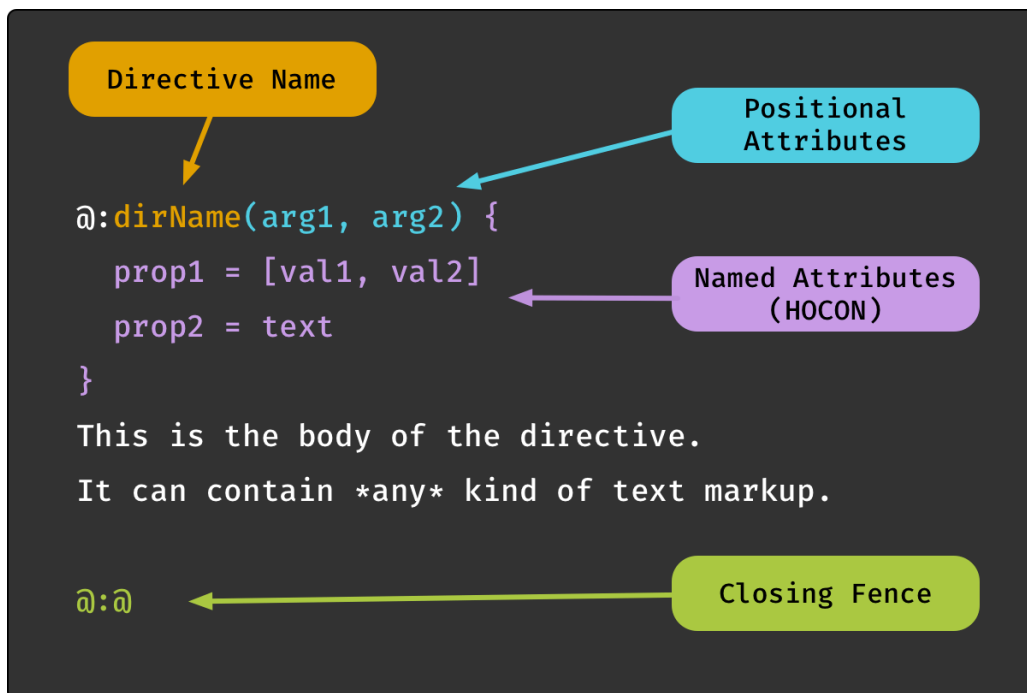 Directive Name
Positional
Attributes
@:dirName(arg1, arg2) {
prop1 = [val1, val2]
Named Attributes
(HOCON)
prop2 = text
}
This is the body of the directive.
It can contain *any* kind of text markup.
@:@
Closing Fence